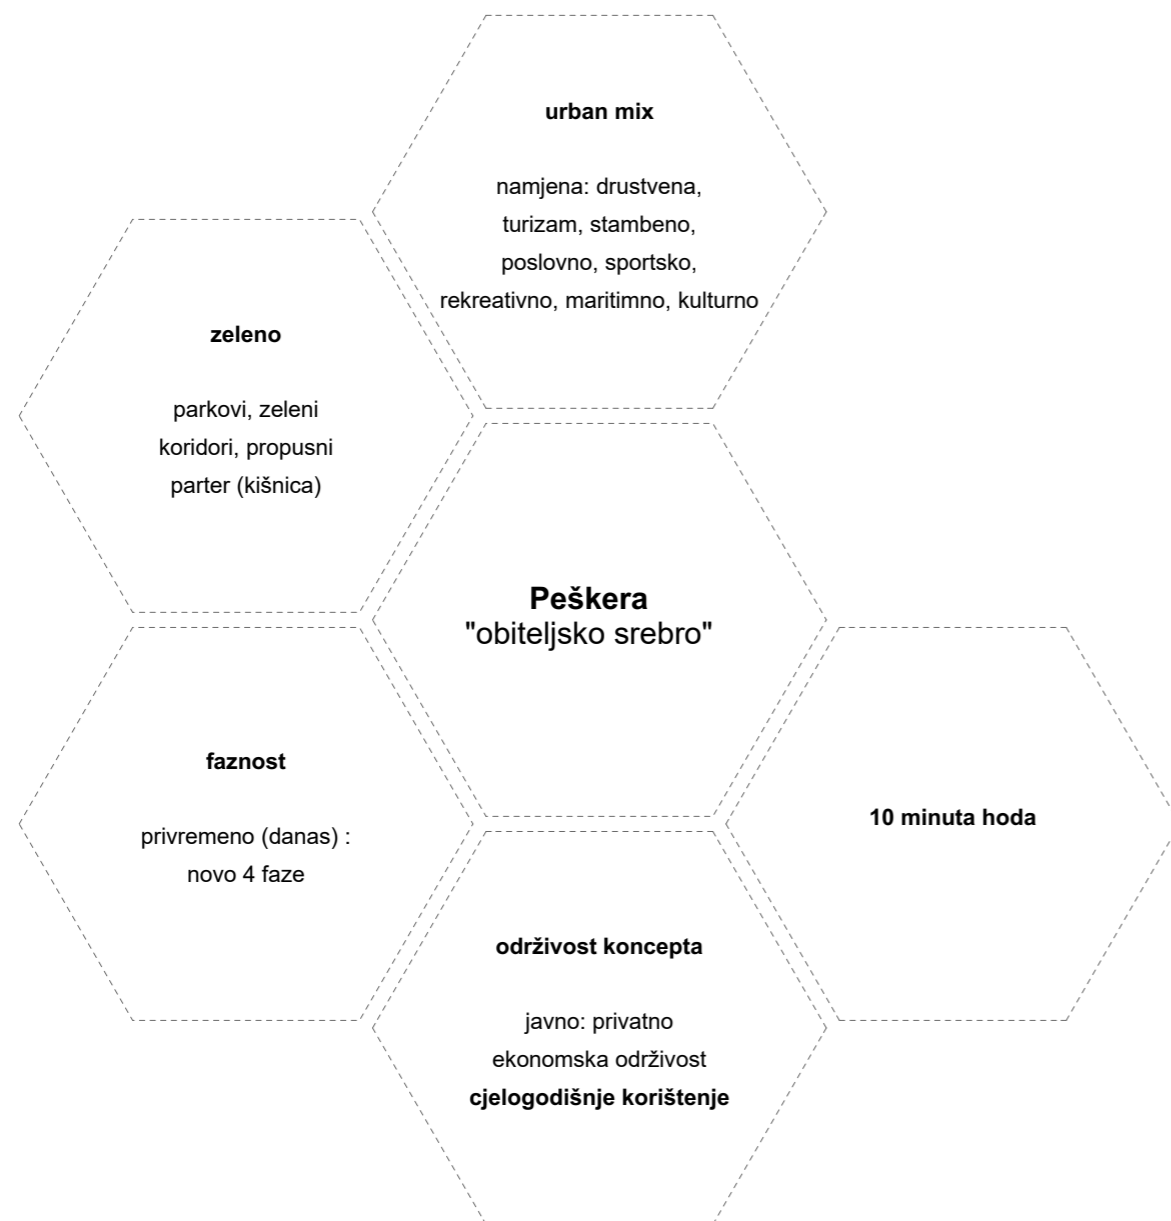 urban mix
namjena: drustvena,
turizam, stambeno,
poslovno, sportsko,
rekreativno, maritimno, kulturno
zeleno
parkovi, zeleni
koridori, propusni
parter (kišnica)
Peškera
"obiteljsko srebro"
faznost
privremeno (danas) :
novo 4 faze
10 minuta hoda
održivost koncepta
javno: privatno
ekonomska održivost
cjelogodišnje korištenje